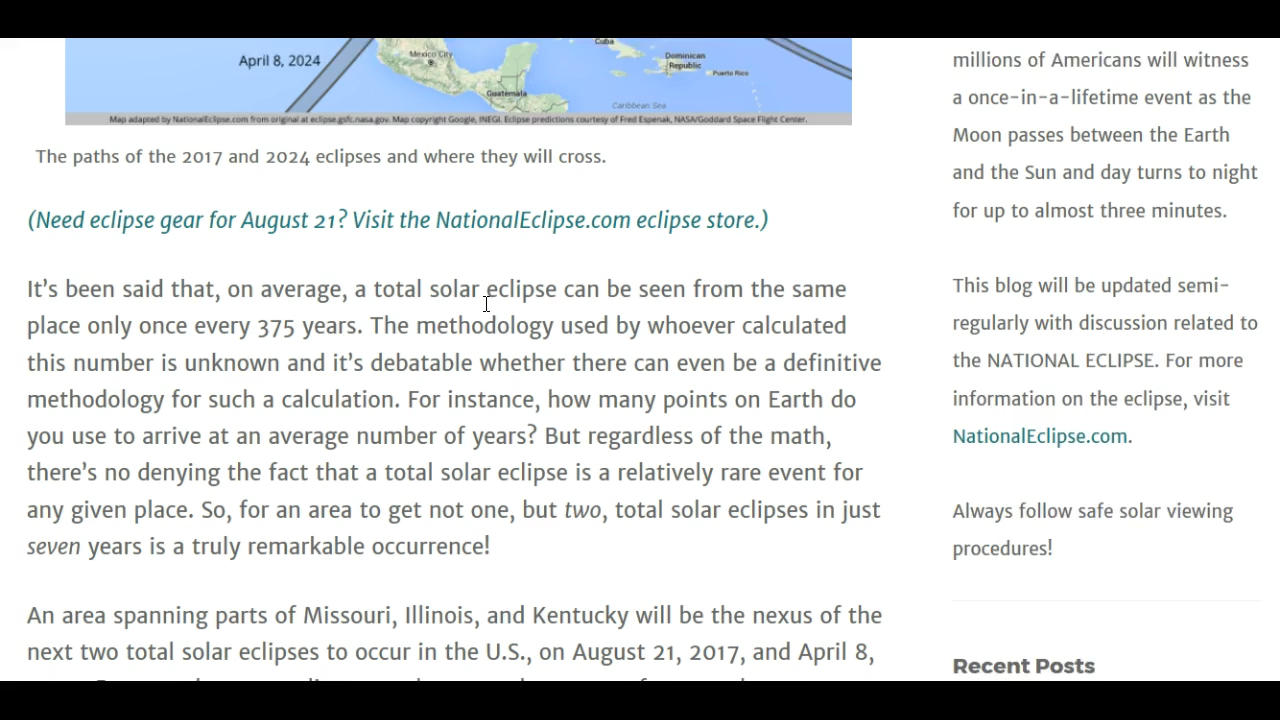 Cuba
Mexico City
April 8, 2024
Dominican
Republic
Puerto Rico
Guatemala
Caribbean Sea
Map adapted by NationalEclipse.com from original at eclipse.gsfc.nasa.gov. Map copyright Google, INEGI. Eclipse predictions courtesy of Fred Espenak, NASA/Goddard Space Flight Center.
The paths of the 2017 and 2024 eclipses and where they will cross.
(Need eclipse gear for August 21? Visit the NationalEclipse.com eclipse store.)
It's been said that, on average, a total solar eclipse can be seen from the same
place only once every 375 years. The methodology used by whoever calculated
this number is unknown and it's debatable whether there can even be a definitive
methodology for such a calculation. For instance, how many points on Earth do
you use to arrive at an average number of years? But regardless of the math,
there's no denying the fact that a total solar eclipse is a relatively rare event for
any given place. So, for an area to get not one, but two, total solar eclipses in just
seven years is a truly remarkable occurrence!
An area spanning parts of Missouri, Illinois, and Kentucky will be the nexus of the
next two total solar eclipses to occur in the U.S., on August 21, 2017, and April 8,
millions of Americans will witness
a once-in-a-lifetime event as the
Moon passes between the Earth
and the Sun and day turns to night
for up to almost three minutes.
This blog will be updated semi-
regularly with discussion related to
the NATIONAL ECLIPSE. For more
information on the eclipse, visit
NationalEclipse.com.
Always follow safe solar viewing
procedures!
Recent Posts